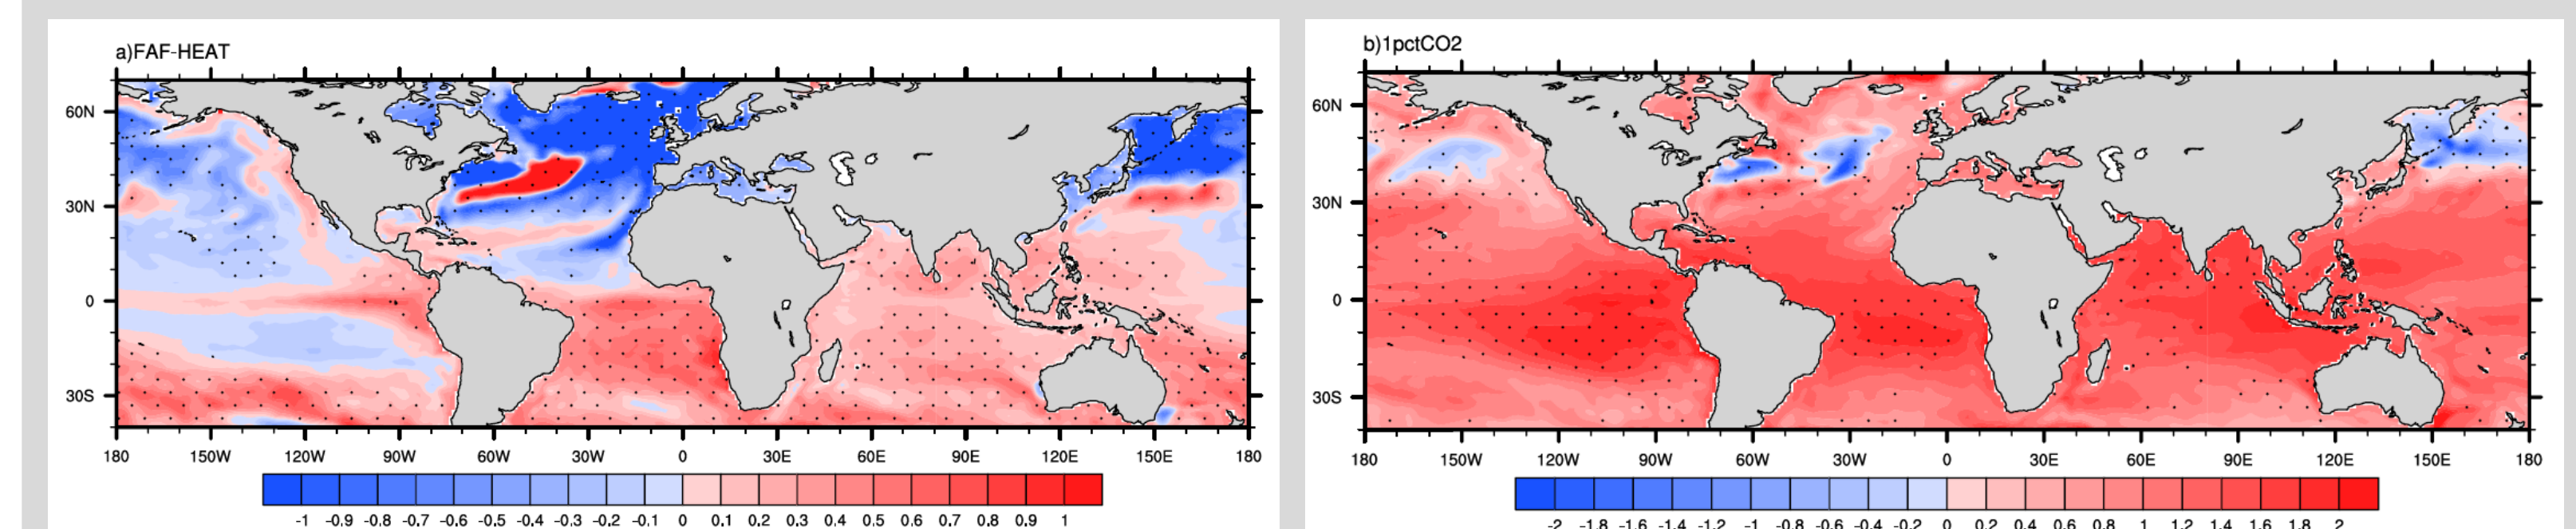 a)FAF-HEAT
60N
30N
0
30S
180 150W 120W 90W 60W 30W 0 30E 60E 90E 120E 150E 180
-1 -0.9 -0.8 -0.7 -0.6 -0.5 -0.4 -0.3 -0.2 -0.1 0 0.1 0.2 0.3 0.4 0.5 0.6 0.7 0.8 0.9 1
b)1pctCO2
60N
30N
0
30S
180 150W 120W 90W 60W 30W 0 30E 60E 90E 120E 150E 180
-2 -1.8 -1.6 -1.4 -1.2 -1 -0.8 -0.6 -0.4 -0.2 0 0.2 0.4 0.6 0.8 1 1.2 1.4 1.6 1.8 2